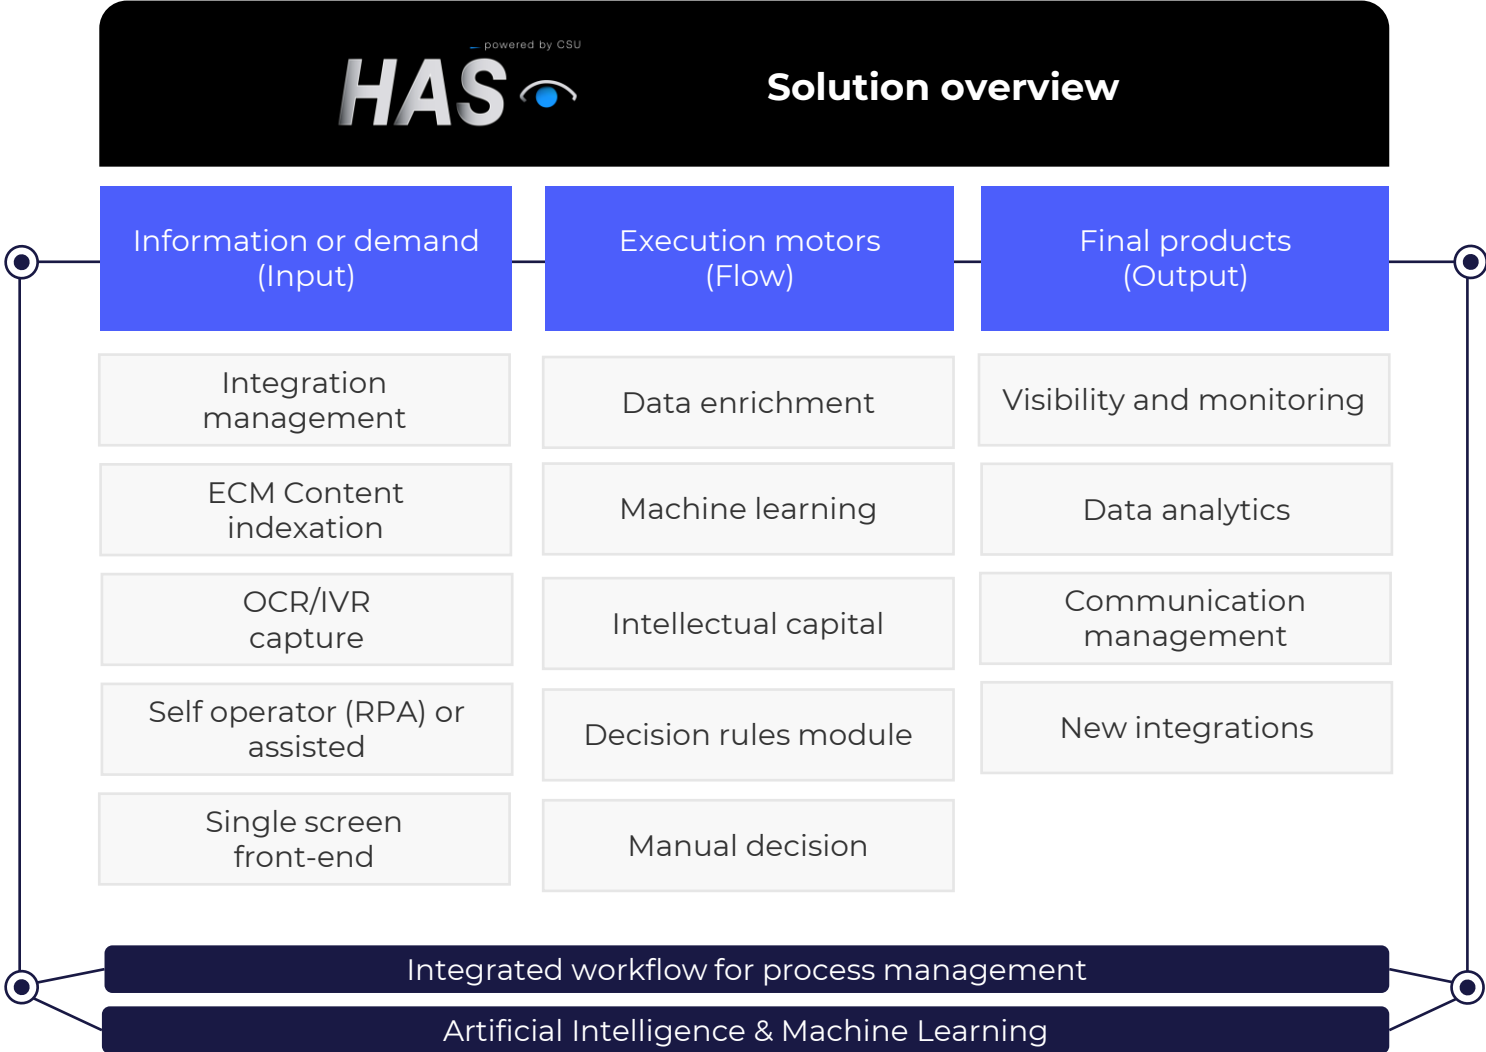 powered by CSU
HAS
Solution overview
Information or demand
(Input)
Execution motors
(Flow)
Final products
(Output)
Integration
management
ECM Content
indexation
OCR/IVR
capture
Self operator (RPA) or
assisted
Single screen
front-end
Data enrichment
Machine learning
Intellectual capital
Decision rules module
Manual decision
Visibility and monitoring
Data analytics
Communication
management
New integrations
Integrated workflow for process management
Artificial Intelligence & Machine Learning